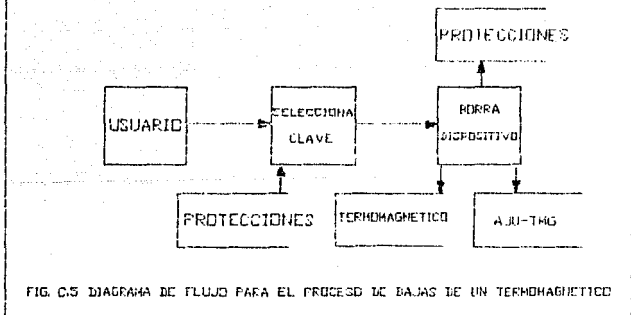 PROTECCIONES
USUARIO
SELECCIONA
CLAVE
BORRA
DISPOSITIVO
PROTECCIONES
TERMOMAGNETICO
AJU-TMG
FIG. C.5 DIAGRAMA DE FLUJO PARA EL PROCESO DE BAJAS DE UN TERMOMAGNETICO